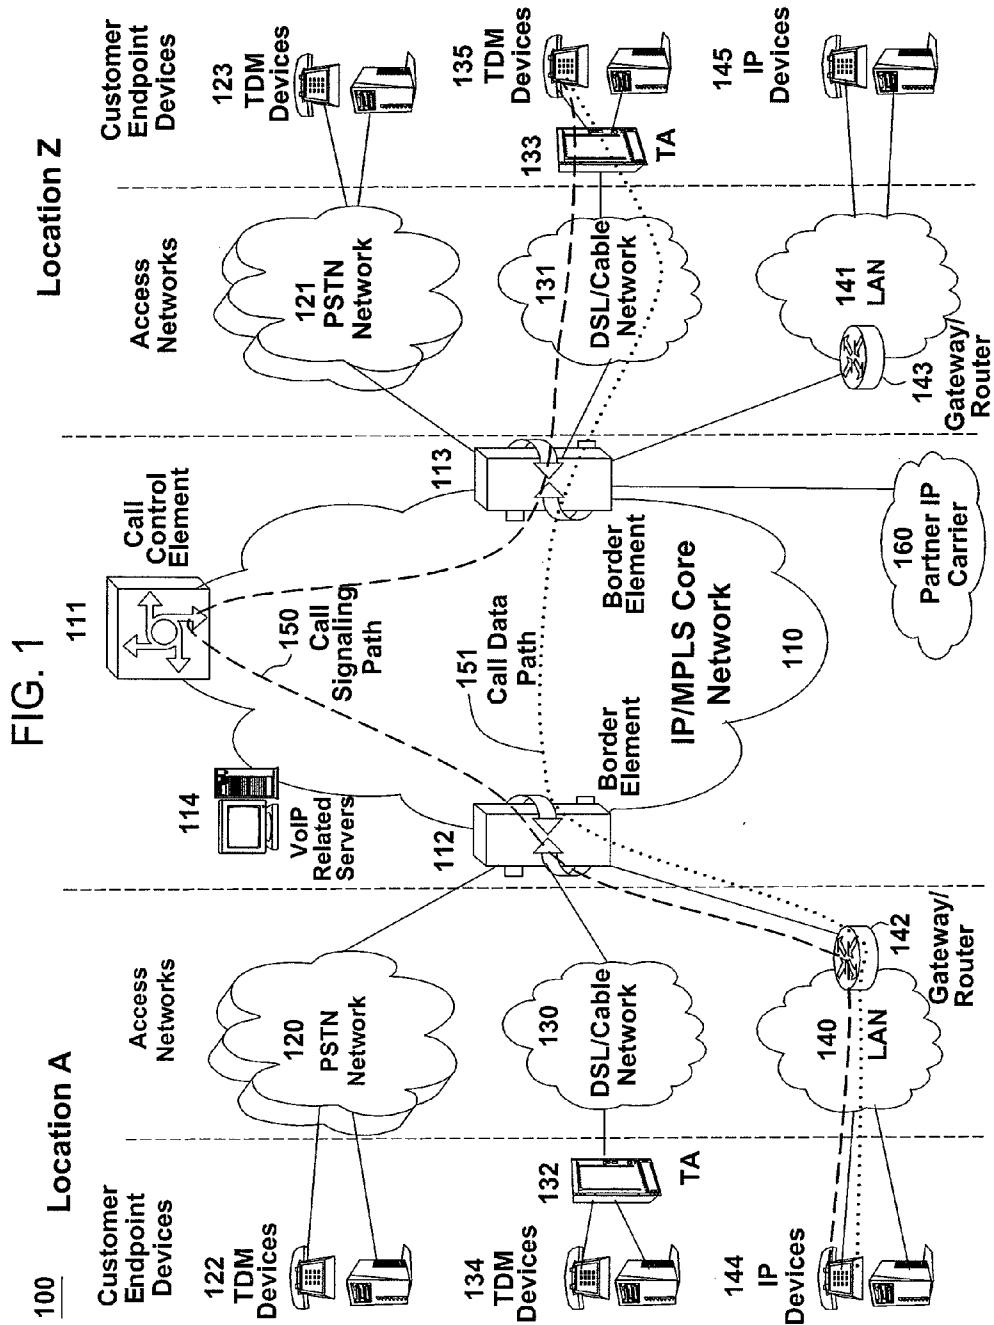 FIG. 1
100
Location A
Location Z
Customer
Endpoint
Devices
Access
Networks
Access
Networks
Customer
Endpoint
Devices
111
Call
Control
Element
114
VoIP
Related
Servers
122
TDM
Devices
120
PSTN
Network
121
PSTN
Network
123
TDM
Devices
150
Call
Signaling
Path
112
113
134
TDM
Devices
132
TA
130
DSL/Cable
Network
151
Call Data
Path
131
DSL/Cable
Network
133
TA
135
TDM
Devices
Border
Element
Border
Element
IP/MPLS Core
Network
110
144
IP
Devices
140
LAN
142
Gateway/
Router
160
Partner IP
Carrier
143
Gateway/
Router
141
LAN
145
IP
Devices